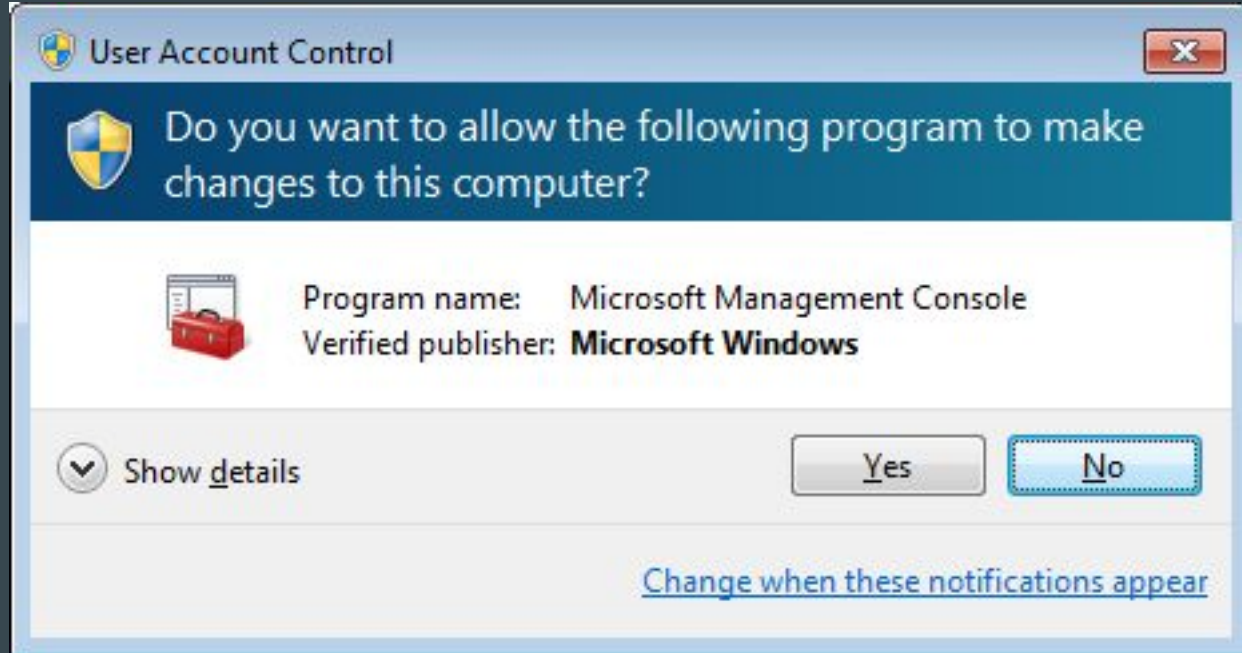 User Account Control
Do you want to allow the following program to make
changes to this computer?
Program name: Microsoft Management Console
Verified publisher: Microsoft Windows
Show details
Yes No
Change when these notifications appear